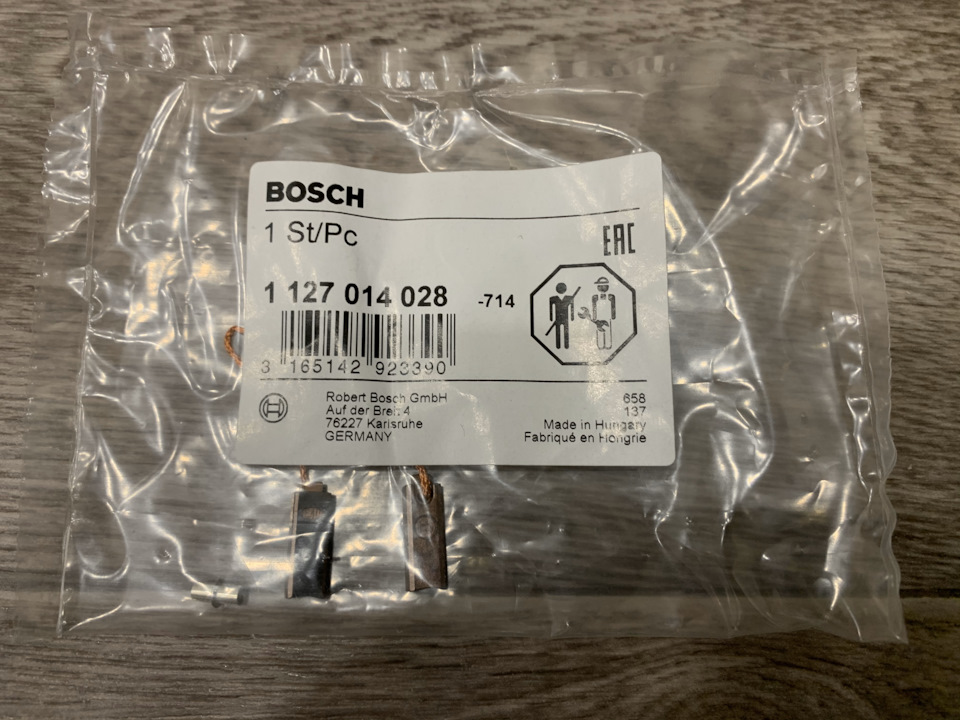 BOSCH
1 St/Pc
EAC
1 127 014 028 -714
3 165142 923390
Robert Bosch GmbH
Auf der Breit 4
76227 Karlsruhe
GERMANY
658
137
Made in Hungary
Fabriqué en Hongrie